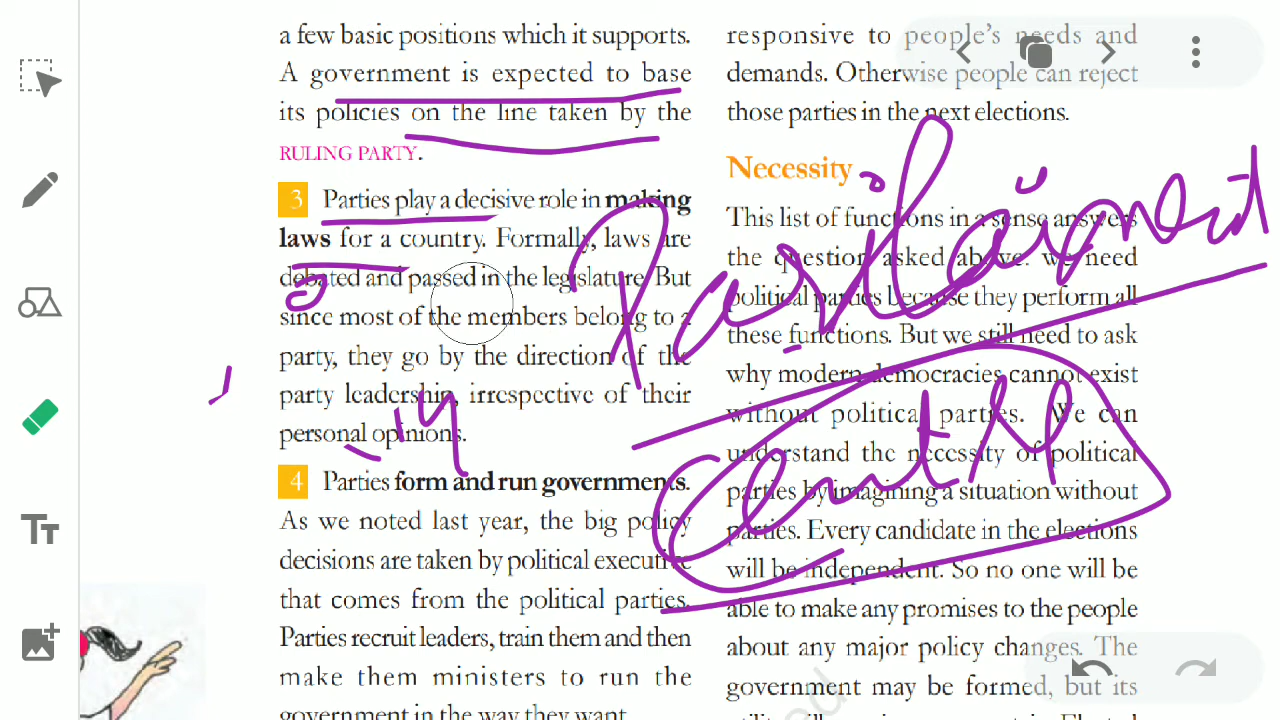 a few basic positions which it supports.
A government is expected to base
its policies on the line taken by the
RULING PARTY.
3 Parties play a decisive role in making
laws for a country. Formally, laws are
debated and passed in the legislature. But
since most of the members belong to a
party, they go by the direction of the
party leadership, irrespective of their
personal opinions.
4 Parties form and run governments.
As we noted last year, the big policy
decisions are taken by political executive
that comes from the political parties.
Parties recruit leaders, train them and then
make them ministers to run the
government in the way they want.
responsive to people's needs and
demands. Otherwise people can reject
those parties in the next elections.
Necessity
This list of functions in a sense answers
the question asked above: we need
political parties because they perform all
these functions. But we still need to ask
why modern democracies cannot exist
without political parties. We can
understand the necessity of political
parties by imagining a situation without
parties. Every candidate in the elections
will be independent. So no one will be
able to make any promises to the people
about any major policy changes. The
government may be formed, but its
Parliament
TT